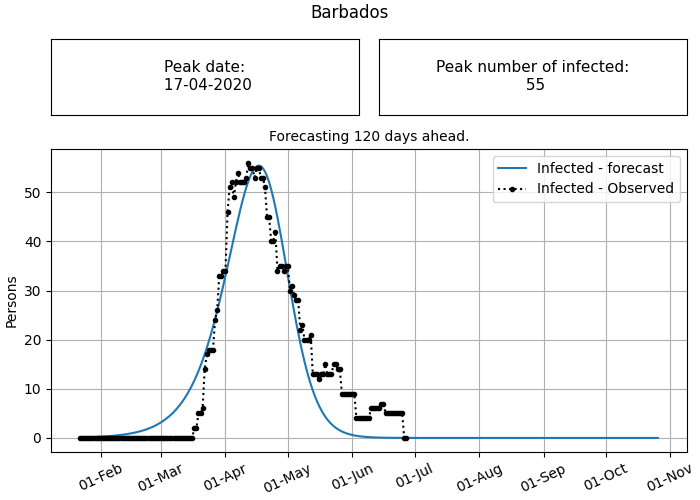 Barbados
Peak date:
17-04-2020
Peak number of infected:
55
Forecasting 120 days ahead.
Infected - forecast
Infected - Observed
Persons
50
40
30
20
10
0
01-Feb
01-Mar
01-Apr
01-May
01-Jun
01-Jul
01-Aug
01-Sep
01-Oct
01-Nov